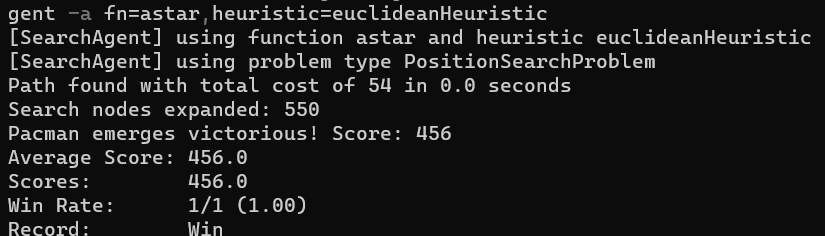 gent -a fn=astar,heuristic=euclideanHeuristic
[SearchAgent] using function astar and heuristic euclideanHeuristic
[SearchAgent] using problem type PositionSearchProblem
Path found with total cost of 54 in 0.0 seconds
Search nodes expanded: 550
Pacman emerges victorious! Score: 456
Average Score: 456.0
Scores:        456.0
Win Rate:      1/1 (1.00)
Record:        Win